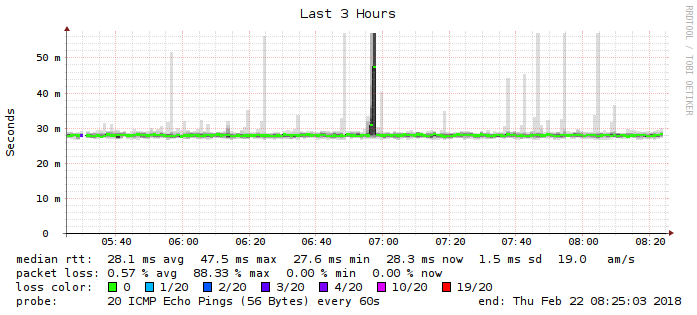 Last 3 Hours
RRDTOOL / TOBI OETIKER
Seconds
50 m
40 m
30 m
20 m
10 m
0
05:40 06:00 06:20 06:40 07:00 07:20 07:40 08:00 08:20
median rtt: 28.1 ms avg 47.5 ms max 27.6 ms min 28.3 ms now 1.5 ms sd 19.0 am/s
packet loss: 0.57 % avg 88.33 % max 0.00 % min 0.00 % now
loss color: 0 1/20 2/20 3/20 4/20 10/20 19/20
probe: 20 ICMP Echo Pings (56 Bytes) every 60s end: Thu Feb 22 08:25:03 2018